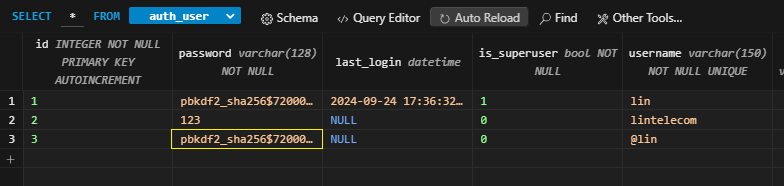 SELECT * FROM auth_user Schema Query Editor Auto Reload Find Other Tools...
id INTEGER NOT NULL PRIMARY KEY AUTOINCREMENT
password varchar(128) NOT NULL
last_login datetime
is_superuser bool NOT NULL
username varchar(150) NOT NULL UNIQUE
1 1 pbkdf2_sha256$72000… 2024-09-24 17:36:32… 1 lin
2 2 123 NULL 0 lintelecom
3 3 pbkdf2_sha256$72000… NULL 0 @lin
+